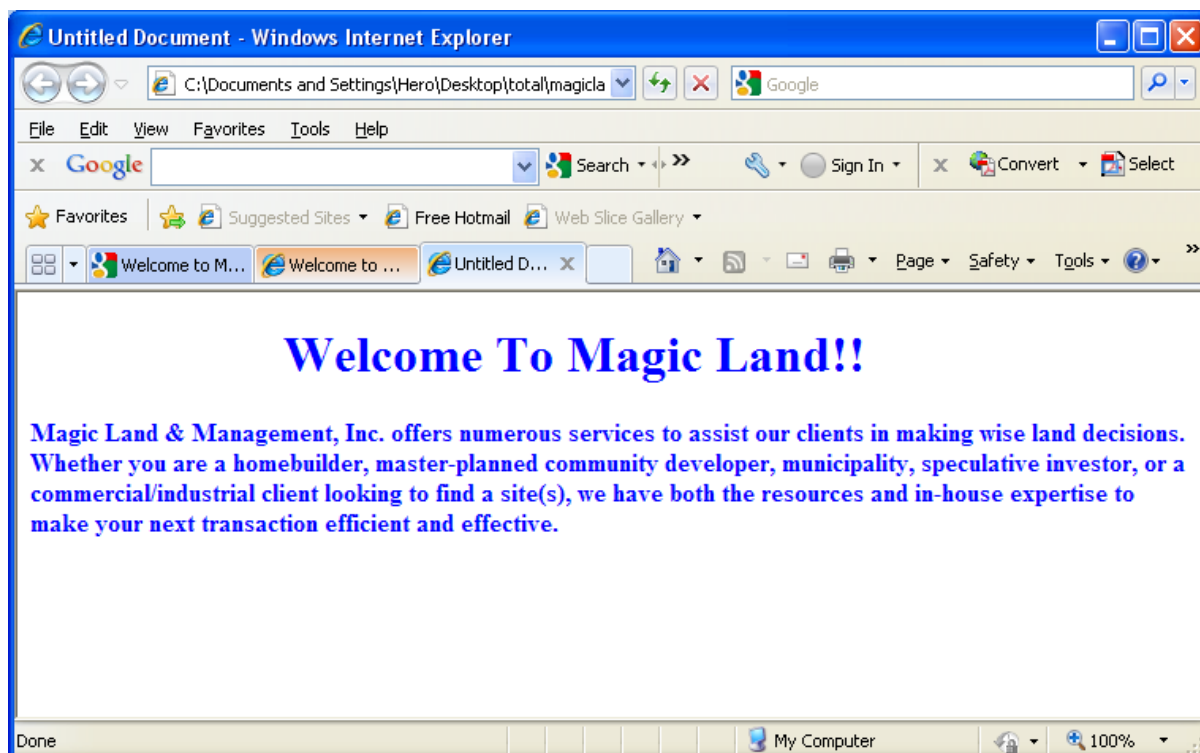 Untitled Document - Windows Internet Explorer
C:\Documents and Settings\Hero\Desktop\total\magicla
Google
File Edit View Favorites Tools Help
x Google Search Sign In x Convert Select
Favorites Suggested Sites Free Hotmail Web Slice Gallery
Welcome to M... Welcome to ... Untitled D... X Page Safety Tools
Welcome To Magic Land!!
Magic Land & Management, Inc. offers numerous services to assist our clients in making wise land decisions.
Whether you are a homebuilder, master-planned community developer, municipality, speculative investor, or a
commercial/industrial client looking to find a site(s), we have both the resources and in-house expertise to
make your next transaction efficient and effective.
Done My Computer 100%